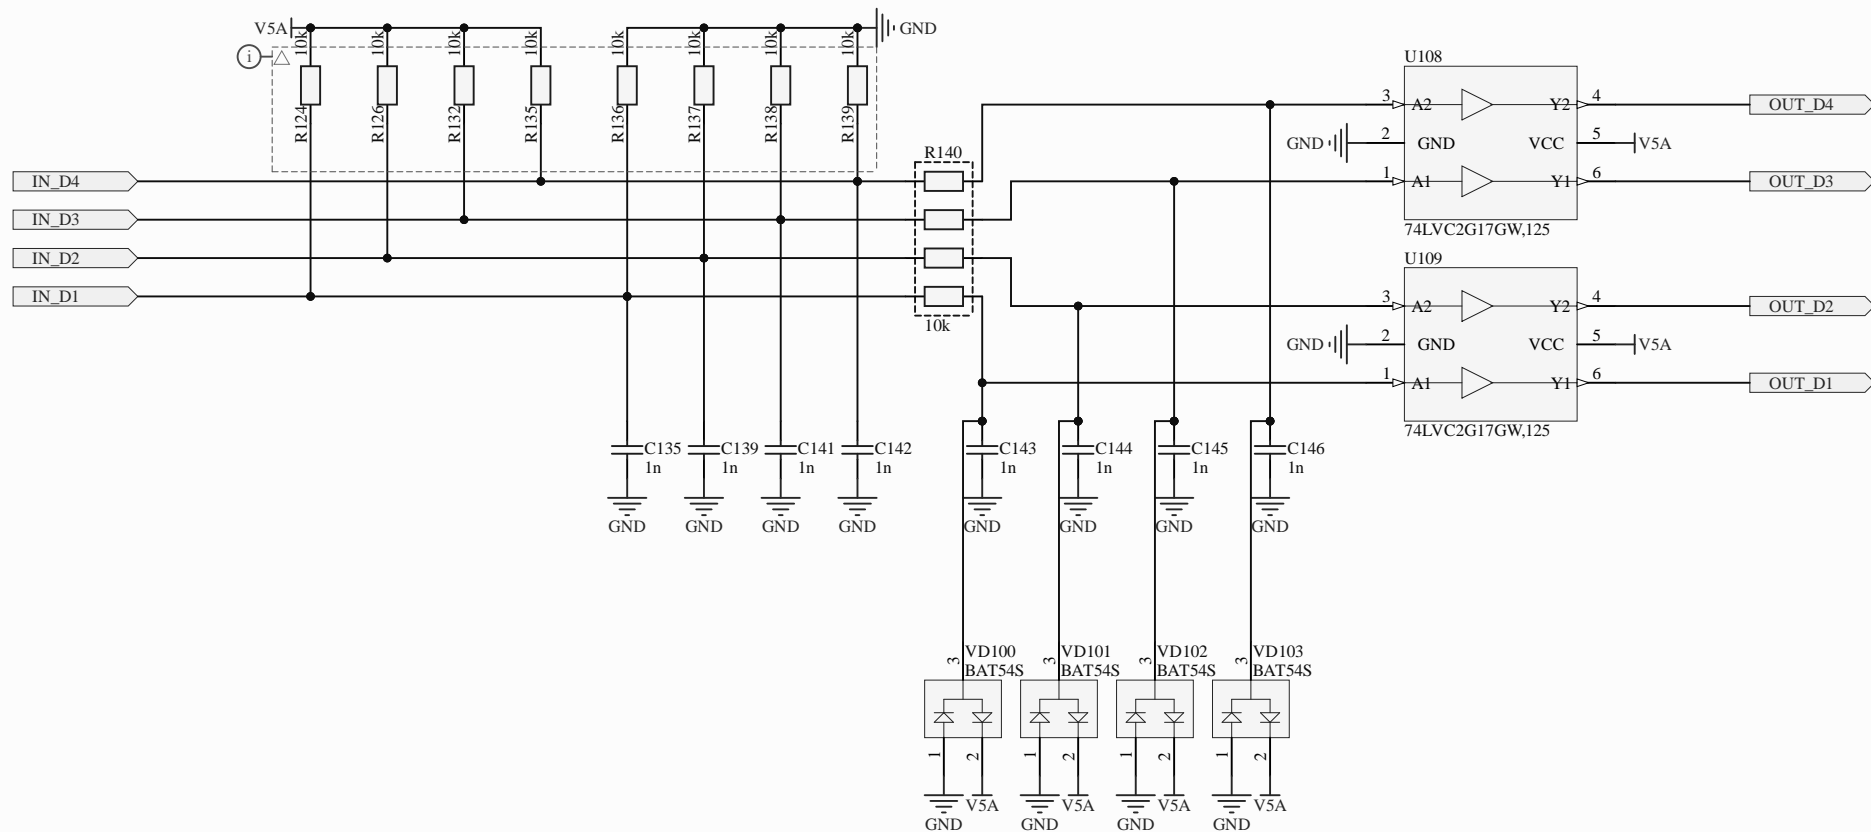 V5A
10k
10k
10k
10k
10k
10k
10k
10k
GND
i
R124
R126
R132
R135
R136
R137
R138
R139
IN_D4
IN_D3
IN_D2
IN_D1
R140
10k
U108
3 A2 Y2 4
GND 2 GND VCC 5 V5A
1 A1 Y1 6
74LVC2G17GW,125
OUT_D4
OUT_D3
U109
3 A2 Y2 4
GND 2 GND VCC 5 V5A
1 A1 Y1 6
74LVC2G17GW,125
OUT_D2
OUT_D1
C135
1n
GND
C139
1n
GND
C141
1n
GND
C142
1n
GND
C143
1n
GND
C144
1n
GND
C145
1n
GND
C146
1n
GND
VD100
BAT54S
3
1
2
GND
V5A
VD101
BAT54S
3
1
2
GND
V5A
VD102
BAT54S
3
1
2
GND
V5A
VD103
BAT54S
3
1
2
GND
V5A